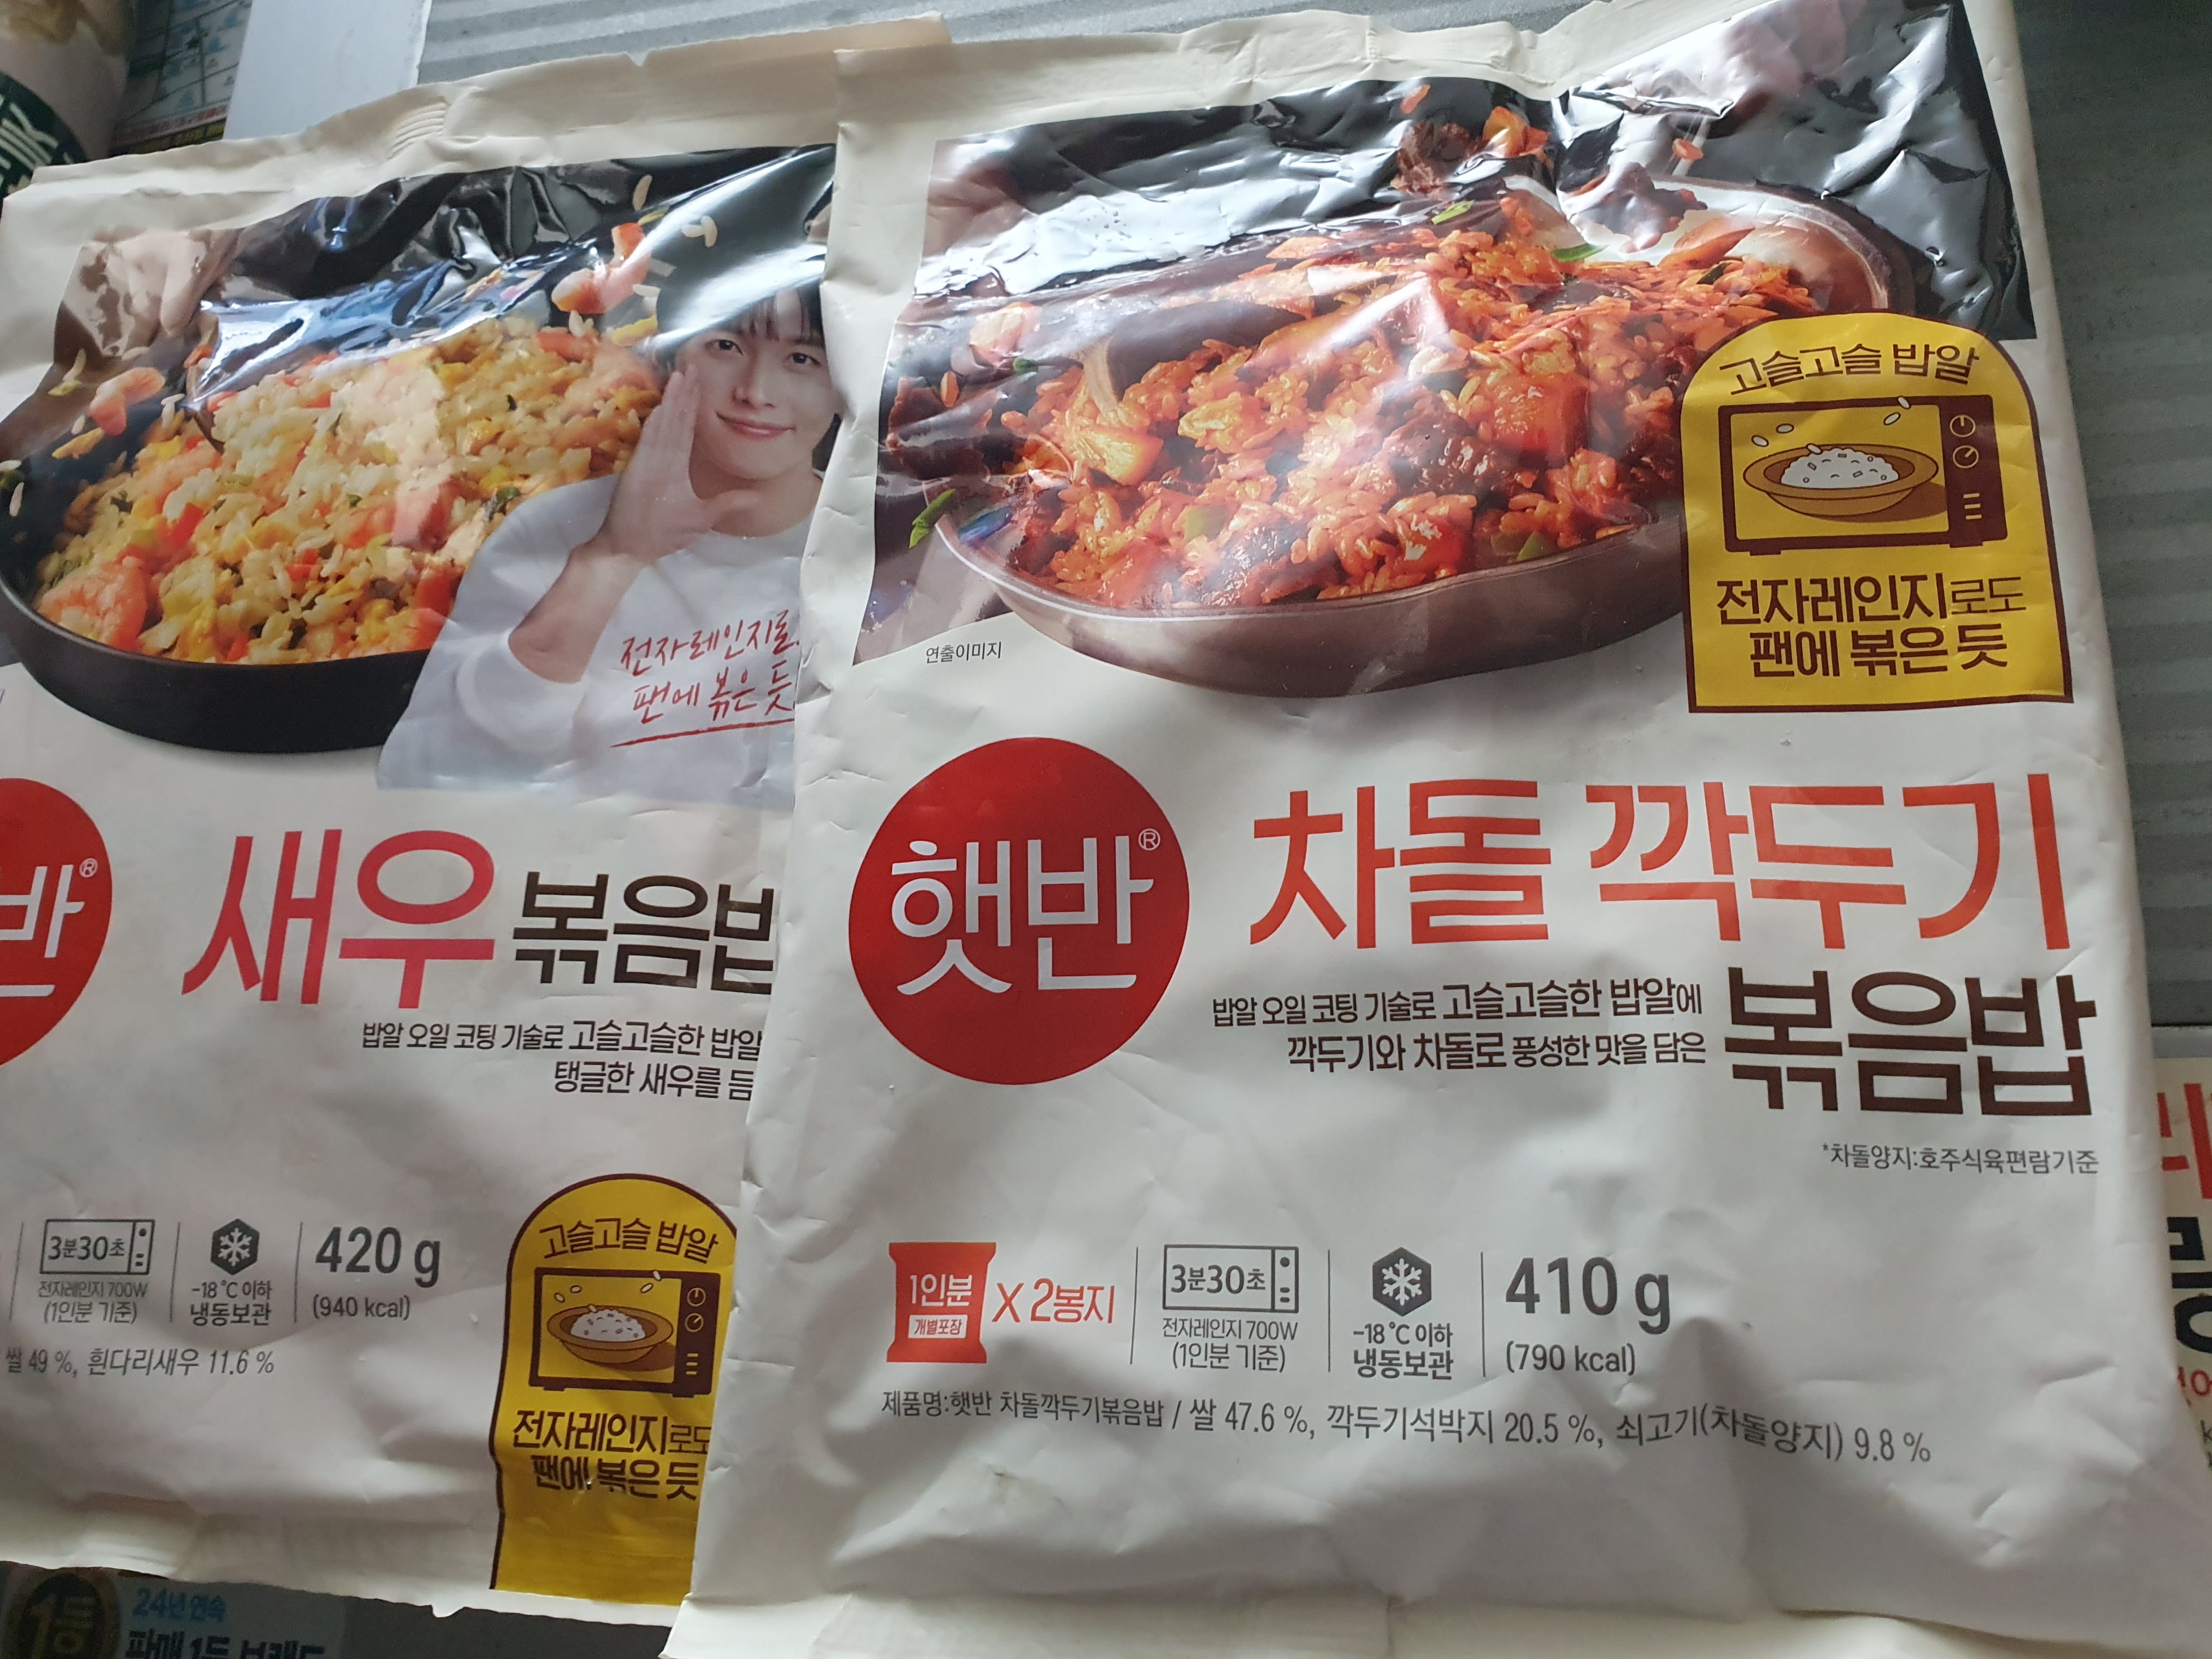 전자레인지로
팬에 볶은 듯
반®
새우 볶음밥
밥알 오일 코팅 기술로 고슬고슬한 밥알
탱글한 새우를
3분30초
전자레인지 700W
(1인분 기준)
-18℃ 이하
냉동보관
420 g
(940 kcal)
쌀 49 %, 흰다리새우 11.6 %
고슬고슬 밥알
전자레인지로도
팬에 볶은 듯
고슬고슬 밥알
전자레인지로도
팬에 볶은 듯
연출이미지
햇반®
차돌 깍두기
볶음밥
밥알 오일 코팅 기술로 고슬고슬한 밥알에
깍두기와 차돌로 풍성한 맛을 담은
*차돌양지:호주식육편람기준
1인분
개별포장
X 2봉지
3분30초
전자레인지 700W
(1인분 기준)
-18℃ 이하
냉동보관
410 g
(790 kcal)
제품명:햇반 차돌깍두기볶음밥 / 쌀 47.6 %, 깍두기석박지 20.5 %, 쇠고기(차돌양지) 9.8 %
1등
24년 연속
판매 1등 브랜드